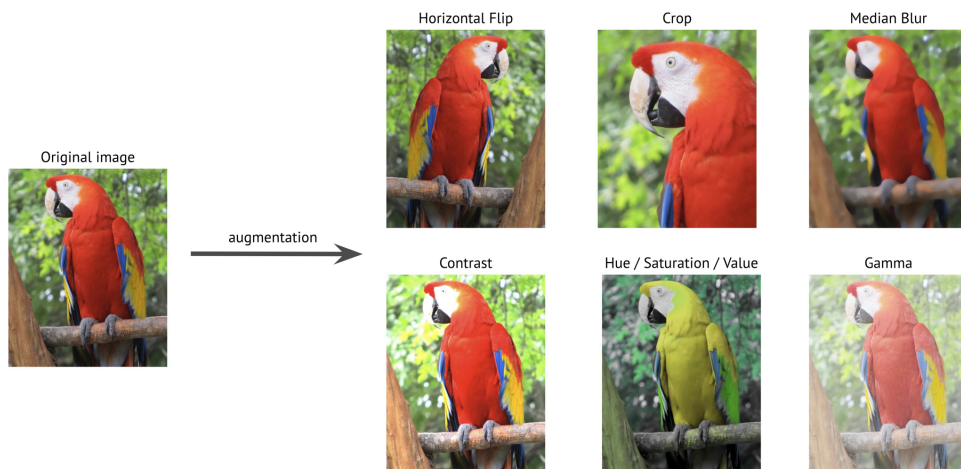 Horizontal Flip
Crop
Median Blur
Original image
augmentation
Contrast
Hue / Saturation / Value
Gamma